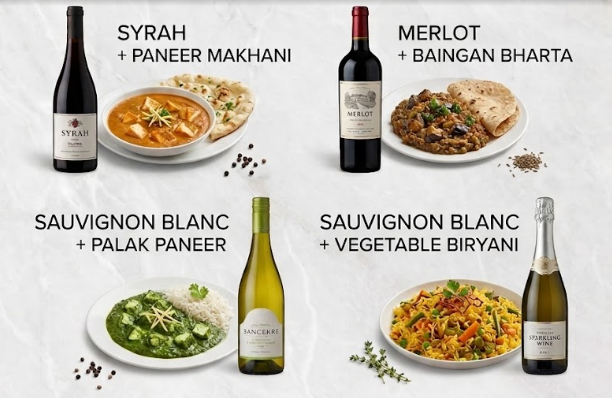 SYRAH
+ PANEER MAKHANI
SYRAH
MERLOT
+ BAINGAN BHARTA
MERLOT
SAUVIGNON BLANC
+ PALAK PANEER
SANCERRE
SAUVIGNON BLANC
+ VEGETABLE BIRYANI
SPARKLING
WINE